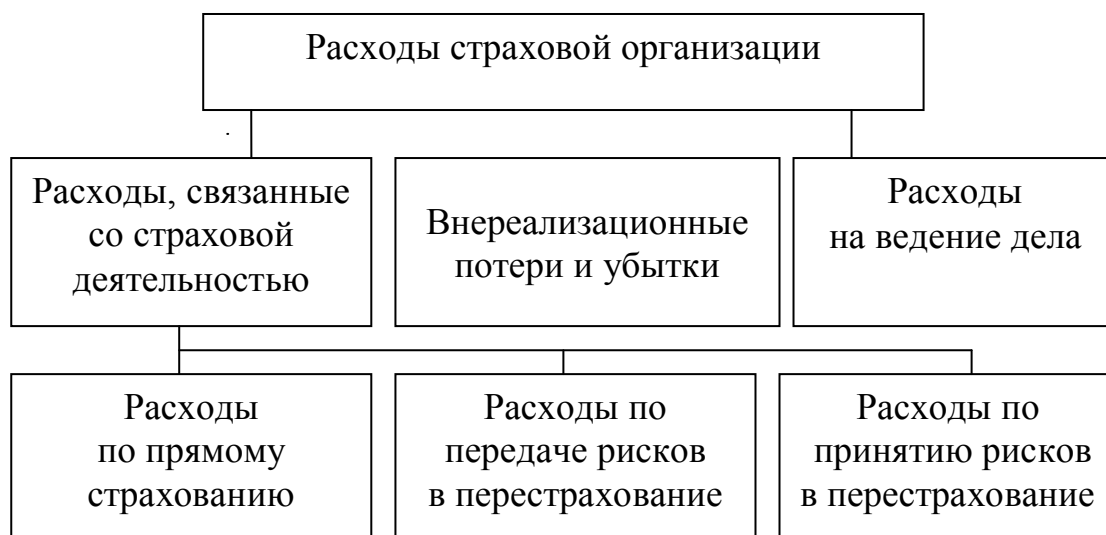 Расходы страховой организации
Расходы, связанные
со страховой
деятельностью
Внереализационные
потери и убытки
Расходы
на ведение дела
Расходы
по прямому
страхованию
Расходы по
передаче рисков
в перестрахование
Расходы по
принятию рисков
в перестрахование